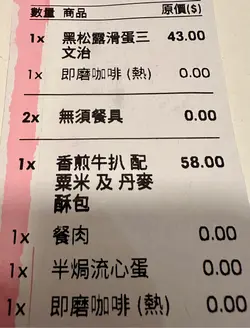 數量 商品 原價($)
1x 黑松露滑蛋三 43.00
文治
1x 即磨咖啡 (熱) 0.00
2x 無須餐具 0.00
1x 香煎牛扒 配 58.00
粟米 及 丹麥
酥包
1x 餐肉 0.00
1x 半焗流心蛋 0.00
1x 即磨咖啡 (熱) 0.00